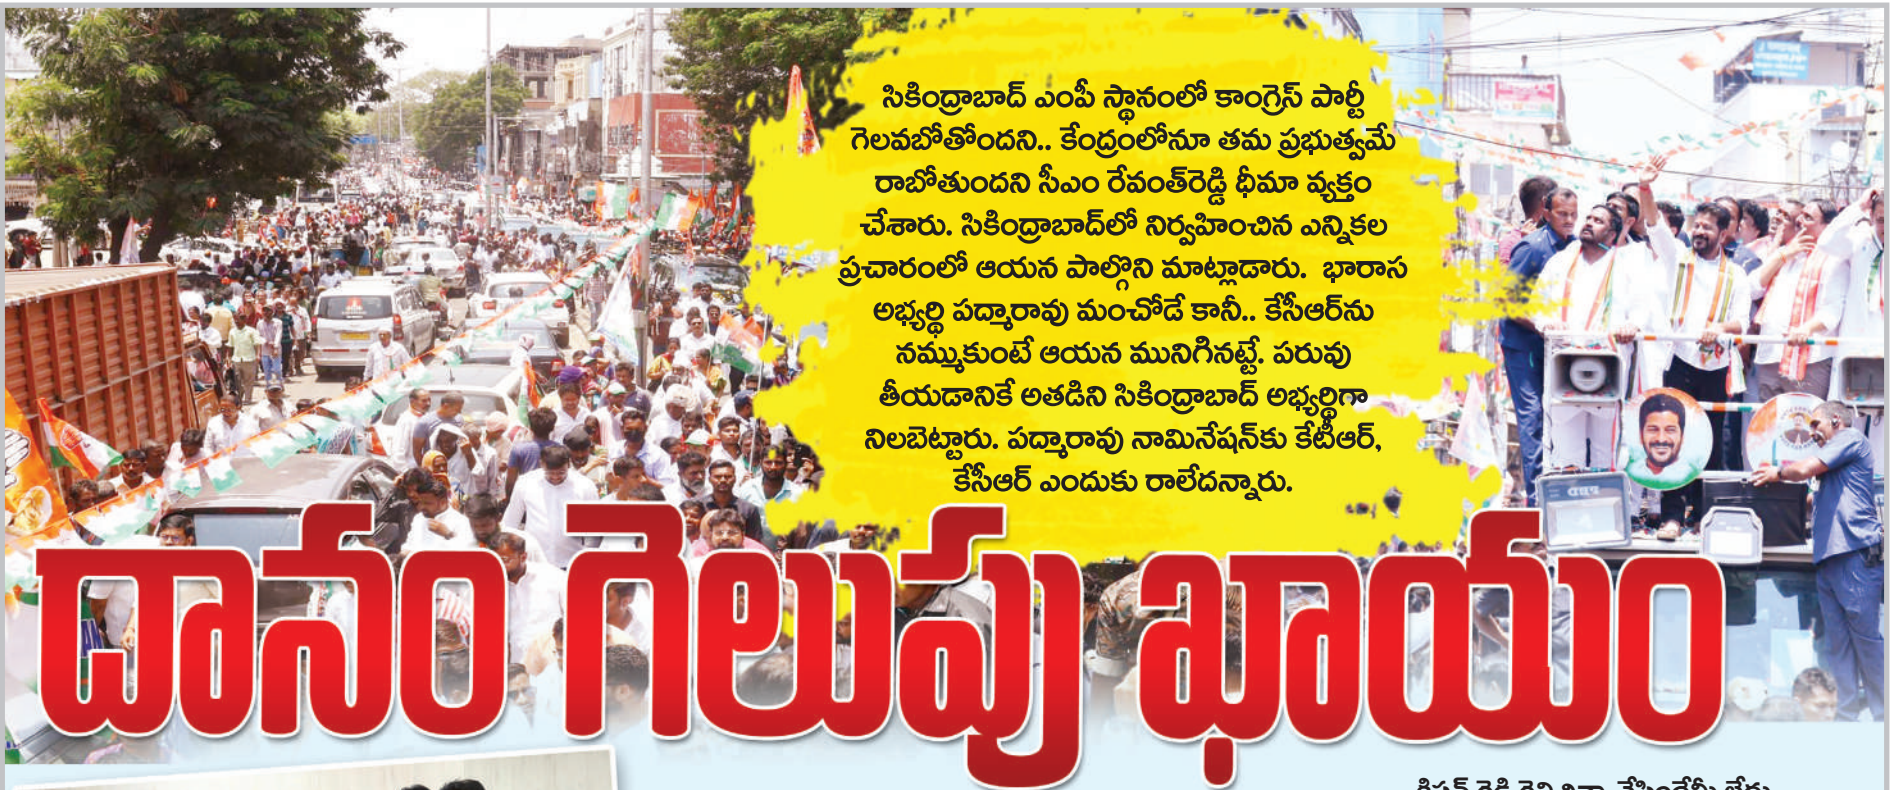 సికింద్రాబాద్ ఎంపీ స్థానంలో కాంగ్రెస్ పార్టీ
గెలవబోతోందని.. కేంద్రంలోనూ తమ ప్రభుత్వమే
రాబోతుందని సీఎం రేవంత్‌రెడ్డి ధీమా వ్యక్తం
చేశారు. సికింద్రాబాద్‌లో నిర్వహించిన ఎన్నికల
ప్రచారంలో ఆయన పాల్గొని మాట్లాడారు. భారాస
అభ్యర్థి పద్మారావు మంచోడే కానీ.. కేసీఆర్‌ను
నమ్ముకుంటే ఆయన మునిగినట్టే. పరువు
తీయడానికే అతడిని సికింద్రాబాద్ అభ్యర్థిగా
నిలబెట్టారు. పద్మారావు నామినేషన్‌కు కేటీఆర్,
కేసీఆర్ ఎందుకు రాలేదన్నారు.
దానం గెలుపు ఖాయం